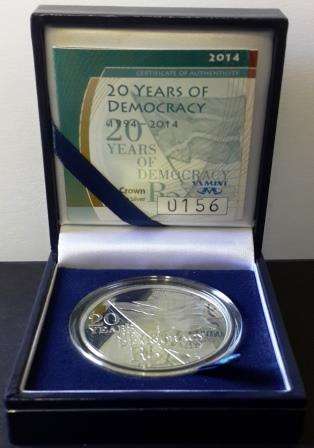 2014
CERTIFICATE OF AUTHENTICITY
20 YEARS OF
DEMOCRACY
1994-2014
20
YEARS
OF
DEMOCRACY
Crown
Silver
SA MINT
0156
20
YEARS